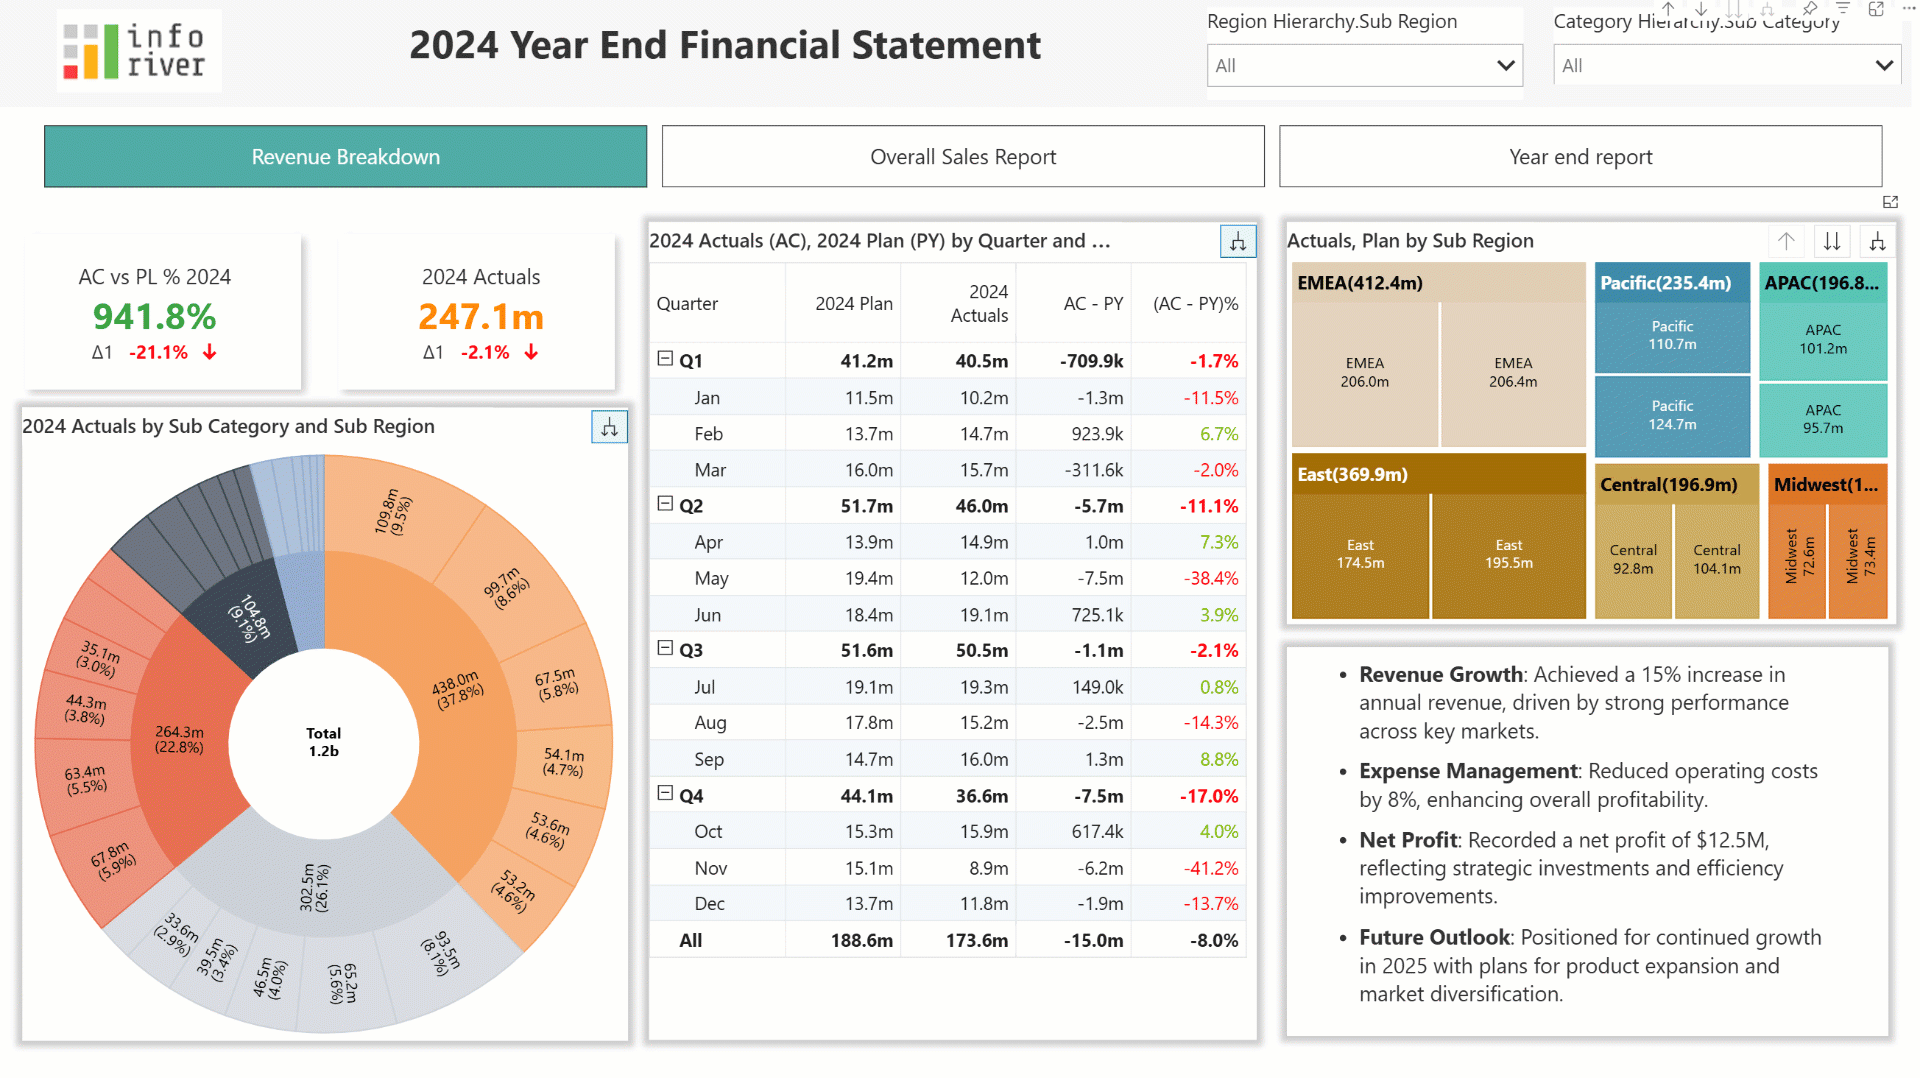 info
river
2024 Year End Financial Statement
Region Hierarchy.Sub Region
All
Category Hierarchy.Sub Category
All
Revenue Breakdown
Overall Sales Report
Year end report
AC vs PL % 2024
941.8%
Δ1 -21.1%
2024 Actuals
247.1m
Δ1 -2.1%
2024 Actuals by Sub Category and Sub Region
109.8m
(9.5%)
99.7m
(8.6%)
67.5m
(5.8%)
54.1m
(4.7%)
53.6m
(4.6%)
53.2m
(4.6%)
93.5m
(8.1%)
65.2m
(5.6%)
46.5m
(4.0%)
39.5m
(3.4%)
33.6m
(2.9%)
67.8m
(5.9%)
63.4m
(5.5%)
44.3m
(3.8%)
35.1m
(3.0%)
438.0m
(37.8%)
302.5m
(26.1%)
264.3m
(22.8%)
104.8m
(9.1%)
Total
1.2b
2024 Actuals (AC), 2024 Plan (PY) by Quarter and ...
Quarter 2024 Plan 2024 Actuals AC - PY (AC - PY)%
Q1 41.2m 40.5m -709.9k -1.7%
Jan 11.5m 10.2m -1.3m -11.5%
Feb 13.7m 14.7m 923.9k 6.7%
Mar 16.0m 15.7m -311.6k -2.0%
Q2 51.7m 46.0m -5.7m -11.1%
Apr 13.9m 14.9m 1.0m 7.3%
May 19.4m 12.0m -7.5m -38.4%
Jun 18.4m 19.1m 725.1k 3.9%
Q3 51.6m 50.5m -1.1m -2.1%
Jul 19.1m 19.3m 149.0k 0.8%
Aug 17.8m 15.2m -2.5m -14.3%
Sep 14.7m 16.0m 1.3m 8.8%
Q4 44.1m 36.6m -7.5m -17.0%
Oct 15.3m 15.9m 617.4k 4.0%
Nov 15.1m 8.9m -6.2m -41.2%
Dec 13.7m 11.8m -1.9m -13.7%
All 188.6m 173.6m -15.0m -8.0%
Actuals, Plan by Sub Region
EMEA(412.4m)
EMEA
206.0m
EMEA
206.4m
Pacific(235.4m)
Pacific
110.7m
Pacific
124.7m
APAC(196.8...
APAC
101.2m
APAC
95.7m
East(369.9m)
East
174.5m
East
195.5m
Central(196.9m)
Central
92.8m
Central
104.1m
Midwest(1...
Midwest
72.6m
Midwest
73.4m
• Revenue Growth: Achieved a 15% increase in
annual revenue, driven by strong performance
across key markets.
• Expense Management: Reduced operating costs
by 8%, enhancing overall profitability.
• Net Profit: Recorded a net profit of $12.5M,
reflecting strategic investments and efficiency
improvements.
• Future Outlook: Positioned for continued growth
in 2025 with plans for product expansion and
market diversification.